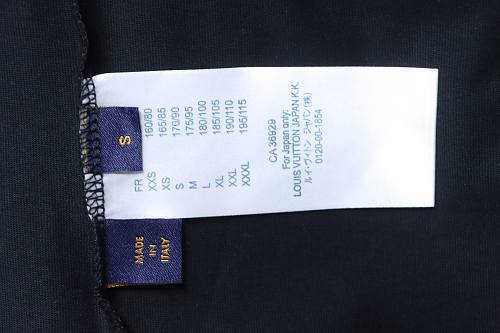 S
FR
XXS 160/80
XS 165/85
S 170/90
M 175/95
L 180/100
XL 185/105
XXL 190/110
XXXL 195/115
CA36929
For Japan only:
LOUIS VUITTON JAPAN K.K.
ルイ・ヴィトン ジャパン(株)
0120-00-1854
MADE
IN
ITALY